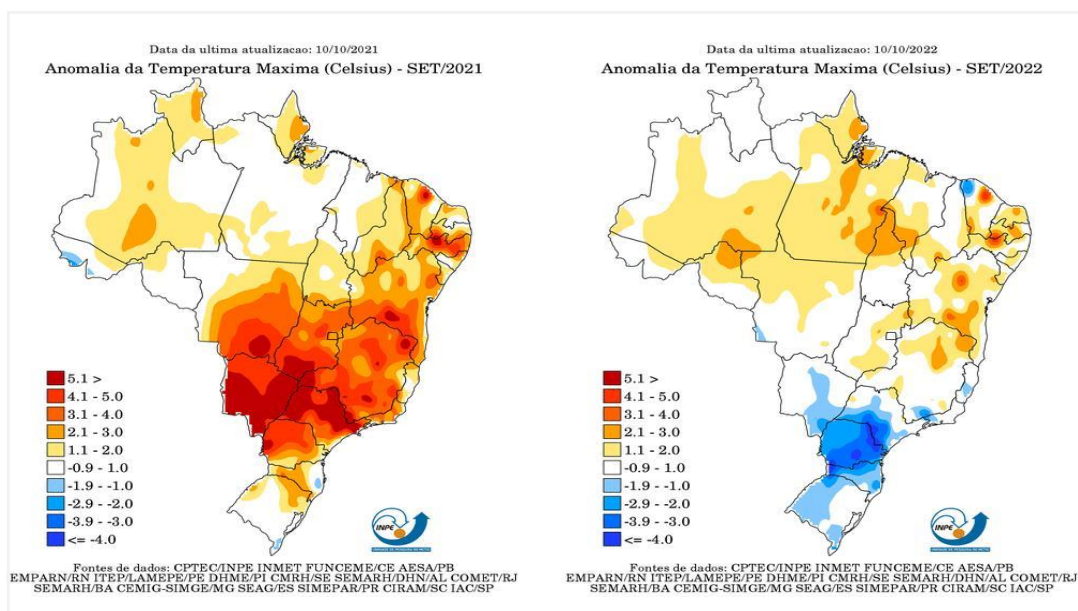 Data da ultima atualizacao: 10/10/2021
Anomalia da Temperatura Maxima (Celsius) - SET/2021
5.1 >
4.1 - 5.0
3.1 - 4.0
2.1 - 3.0
1.1 - 2.0
-0.9 - 1.0
-1.9 - -1.0
-2.9 - -2.0
-3.9 - -3.0
<= -4.0
INPE
Fontes de dados: CPTEC/INPE INMET FUNCEME/CE AESA/PB
EMPARN/RN ITEP/LAMEPE/PE DHME/PI CMRH/SE SEMARH/DHN/AL COMET/RJ
SEMARH/BA CEMIG-SIMGE/MG SEAG/ES SIMEPAR/PR CIRAM/SC IAC/SP
Data da ultima atualizacao: 10/10/2022
Anomalia da Temperatura Maxima (Celsius) - SET/2022
5.1 >
4.1 - 5.0
3.1 - 4.0
2.1 - 3.0
1.1 - 2.0
-0.9 - 1.0
-1.9 - -1.0
-2.9 - -2.0
-3.9 - -3.0
<= -4.0
INPE
Fontes de dados: CPTEC/INPE INMET FUNCEME/CE AESA/PB
EMPARN/RN ITEP/LAMEPE/PE DHME/PI CMRH/SE SEMARH/DHN/AL COMET/RJ
SEMARH/BA CEMIG-SIMGE/MG SEAG/ES SIMEPAR/PR CIRAM/SC IAC/SP